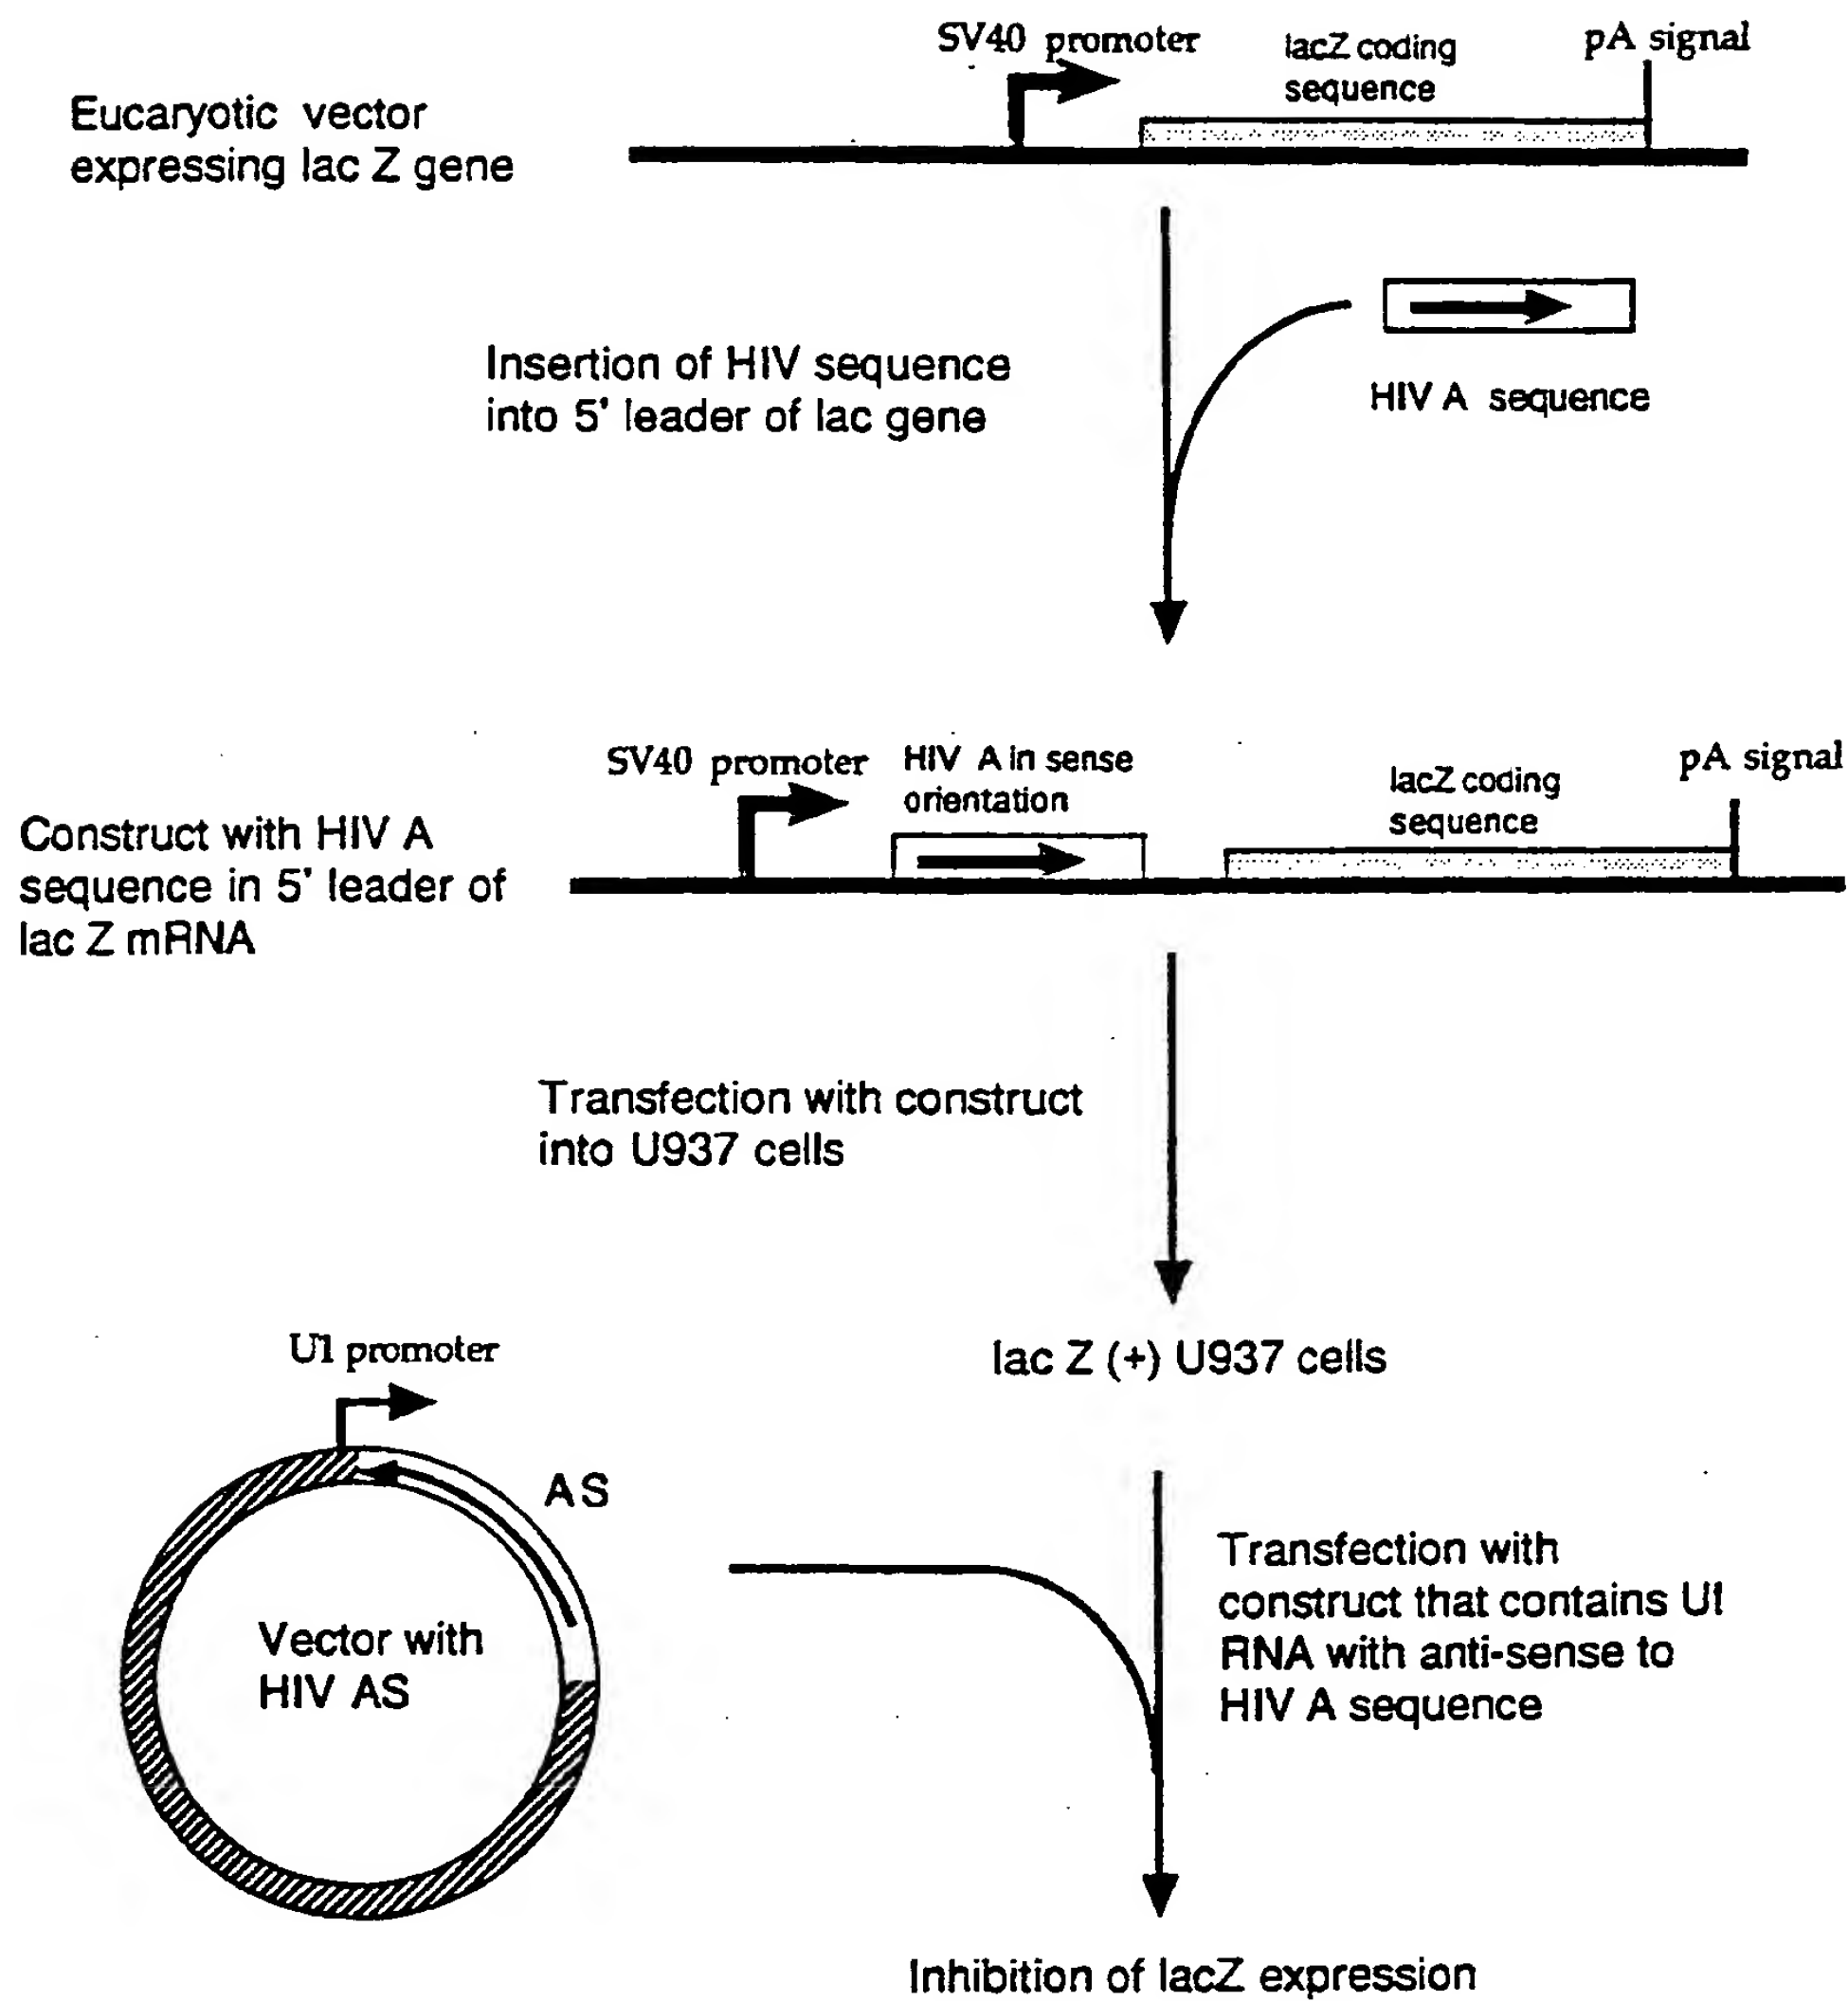 SV40 promoter
lacZ coding
sequence
pA signal
Eucaryotic vector
expressing lac Z gene
Insertion of HIV sequence
into 5' leader of lac gene
HIV A sequence
SV40 promoter
HIV A in sense
orientation
lacZ coding
sequence
pA signal
Construct with HIV A
sequence in 5' leader of
lac Z mRNA
Transfection with construct
into U937 cells
U1 promoter
lac Z (+) U937 cells
AS
Vector with
HIV AS
Transfection with
construct that contains UI
RNA with anti-sense to
HIV A sequence
Inhibition of lacZ expression